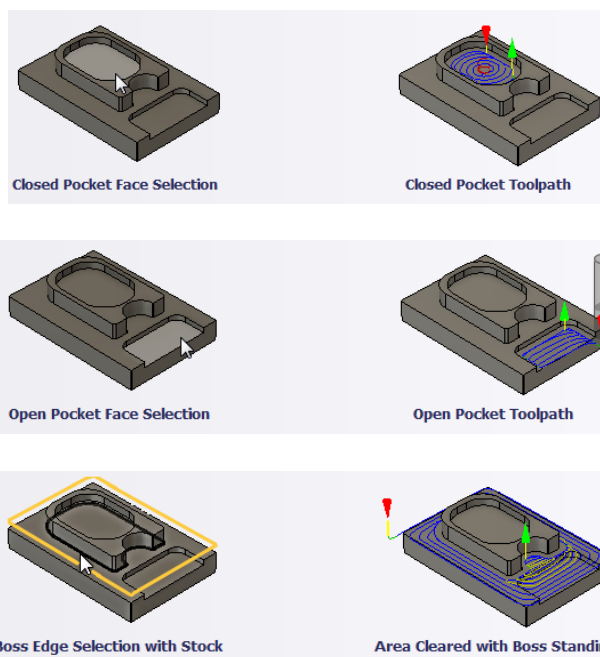 Closed Pocket Face Selection
Closed Pocket Toolpath
Open Pocket Face Selection
Open Pocket Toolpath
Boss Edge Selection with Stock
Area Cleared with Boss